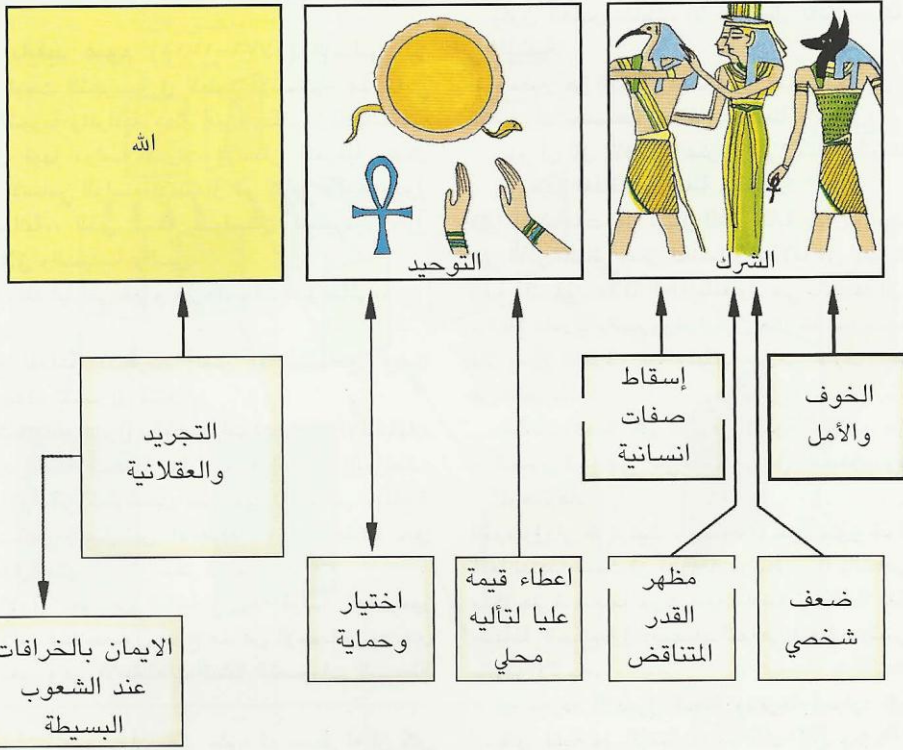 الشرك
التوحيد
الله
الخوف
والأمل
إسقاط
صفات
انسانية
التجريد
والعقلانية
ضعف
شخصي
مظهر
القدر
المتناقض
اعطاء قيمة
عليا لتأليه
محلي
اختيار
وحماية
الايمان بالخرافات
عند الشعوب
البسيطة